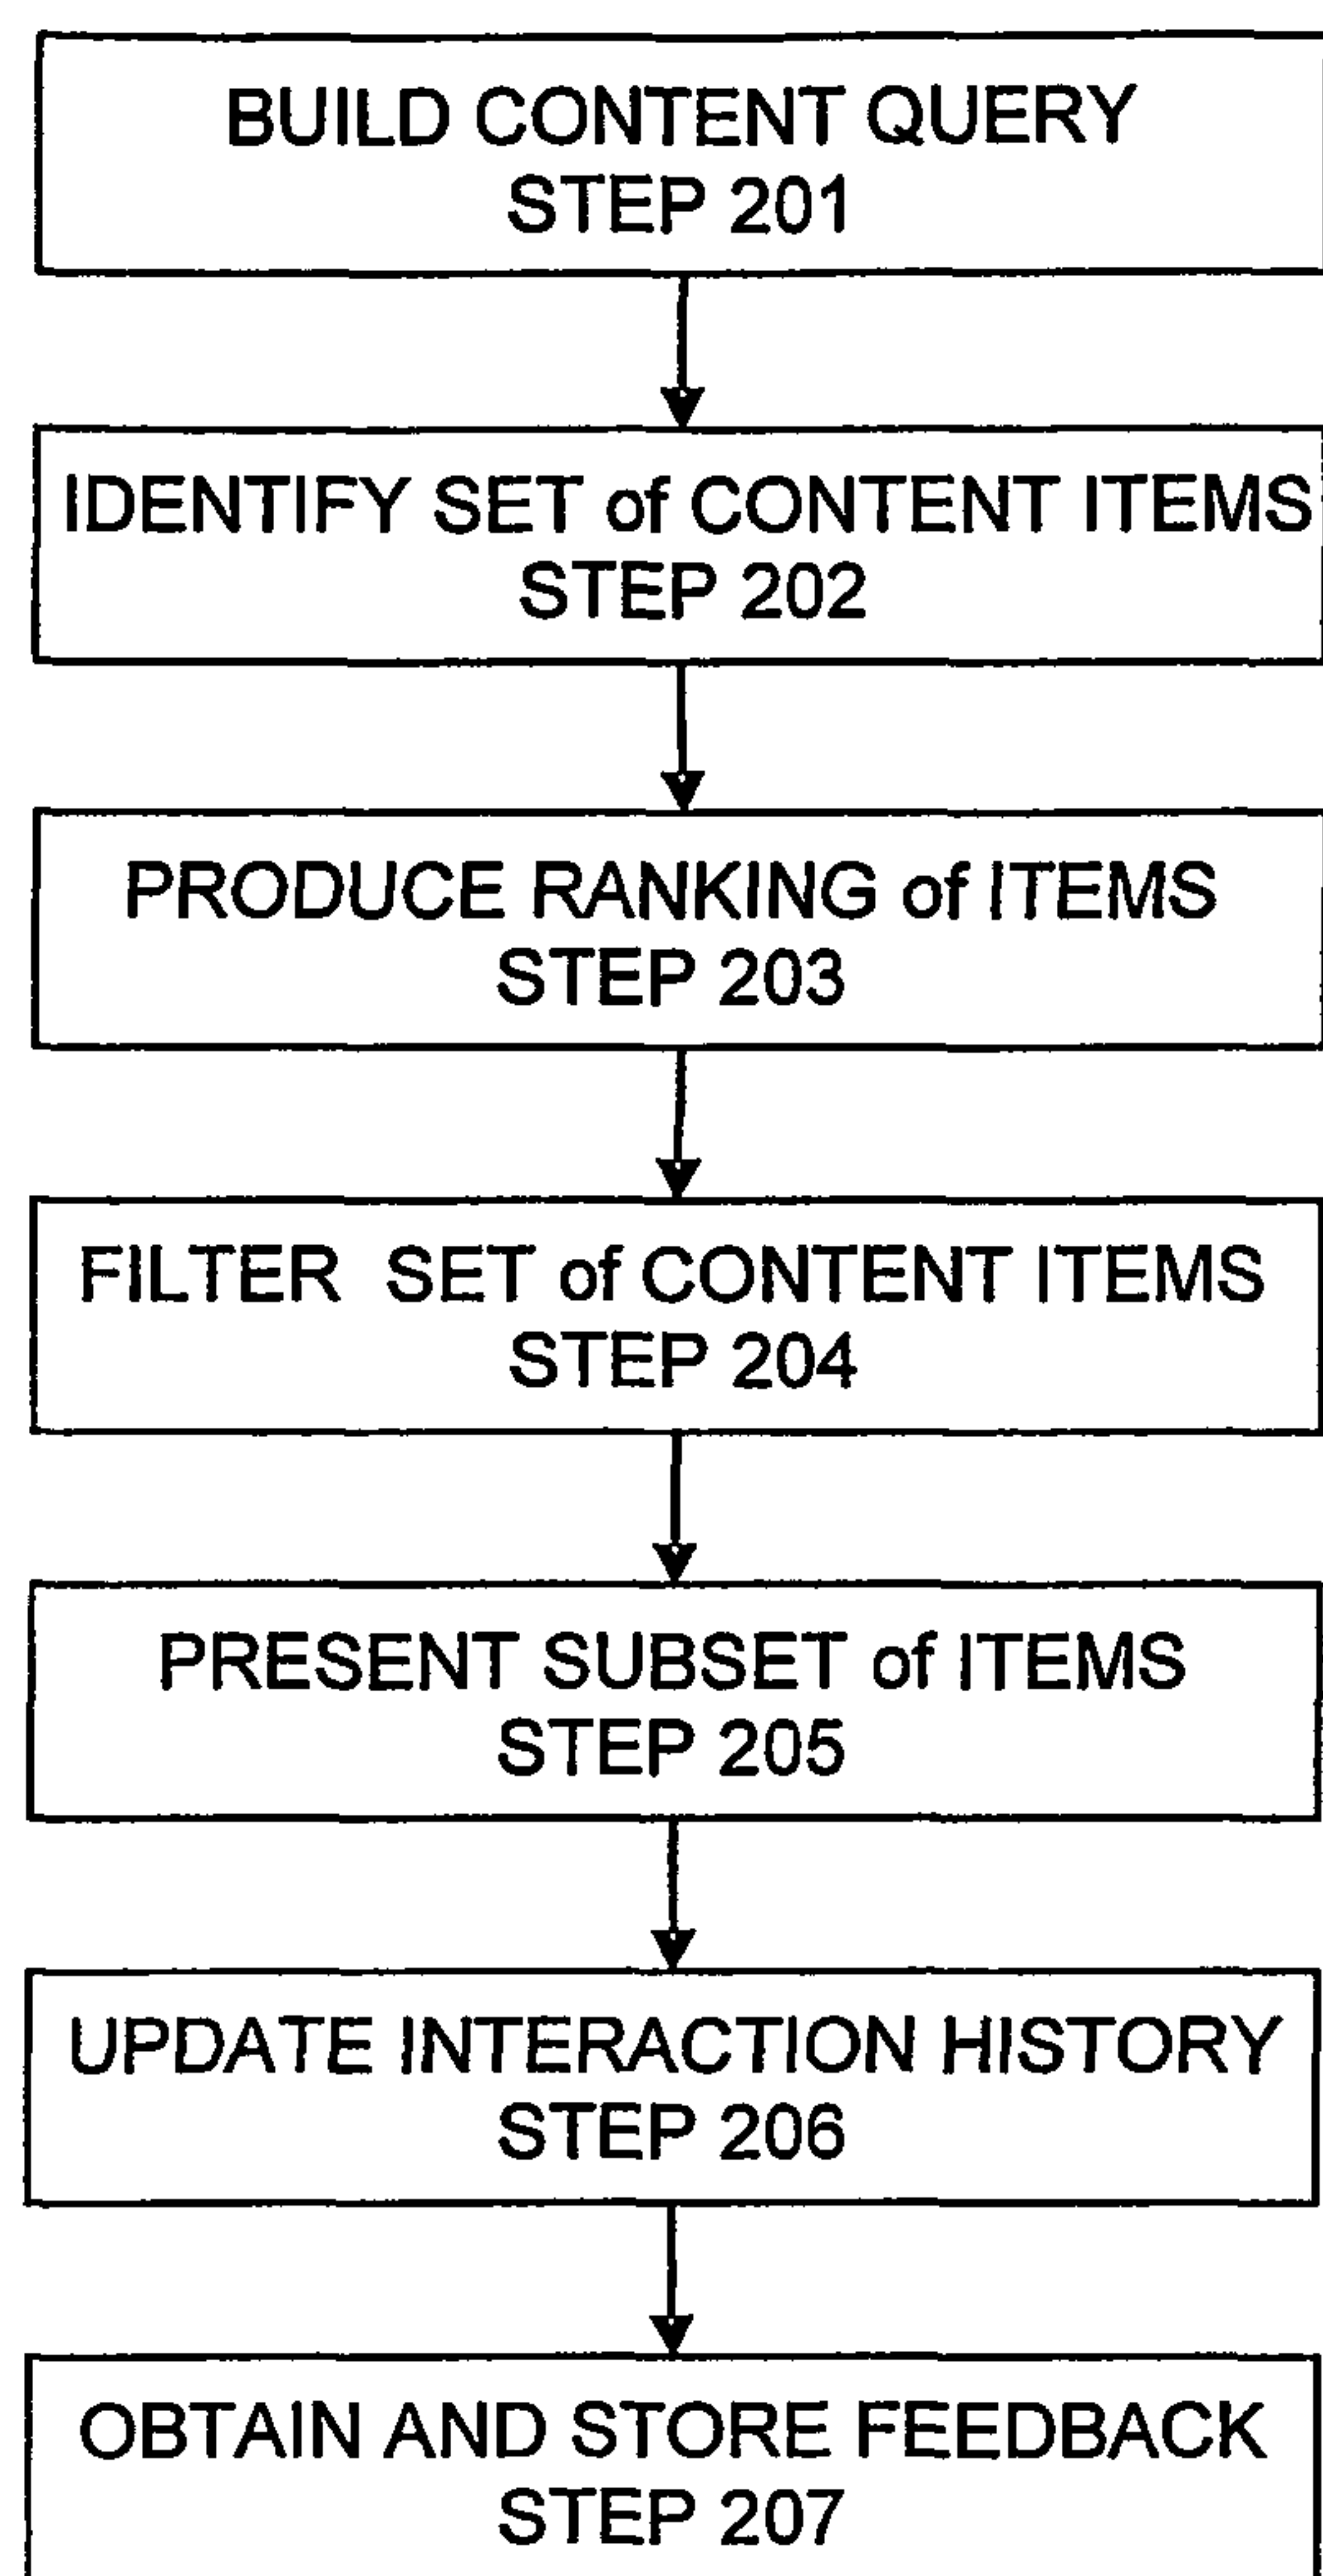 BUILD CONTENT QUERY
STEP 201
IDENTIFY SET of CONTENT ITEMS
STEP 202
PRODUCE RANKING of ITEMS
STEP 203
FILTER SET of CONTENT ITEMS
STEP 204
PRESENT SUBSET of ITEMS
STEP 205
UPDATE INTERACTION HISTORY
STEP 206
OBTAIN AND STORE FEEDBACK
STEP 207